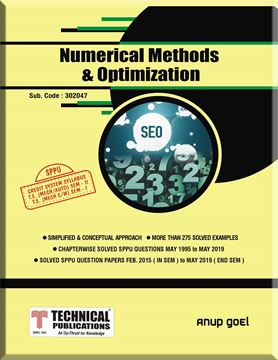 Numerical Methods
& Optimization
Sub. Code : 302047
SEO
SPPU
CREDIT SYSTEM SYLLABUS
T.E. (MECH/AUTO) SEM - II
T.E. (MECH S/W) SEM - I
• SIMPLIFIED & CONCEPTUAL APPROACH • MORE THAN 275 SOLVED EXAMPLES
• CHAPTERWISE SOLVED SPPU QUESTIONS MAY 1995 to MAY 2019
• SOLVED SPPU QUESTION PAPERS FEB. 2015 ( IN SEM ) to MAY 2019 ( END SEM )
TECHNICAL
PUBLICATIONS
SINCE 1993
An Up-Thrust for Knowledge
Anup Goel